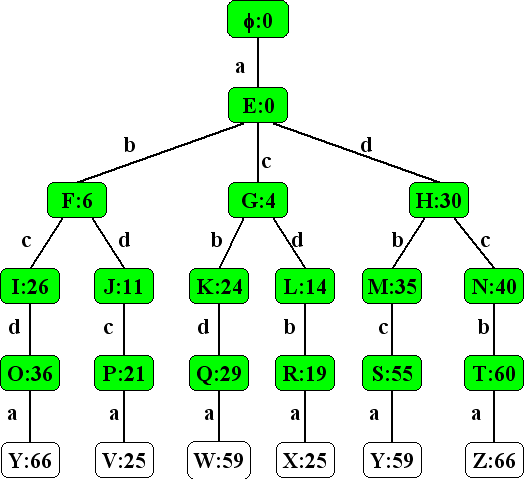 ϕ:0
a
E:0
b c d
F:6 G:4 H:30
c d b d b c
I:26 J:11 K:24 L:14 M:35 N:40
d c d b c b
O:36 P:21 Q:29 R:19 S:55 T:60
a a a a a a
Y:66 V:25 W:59 X:25 Y:59 Z:66